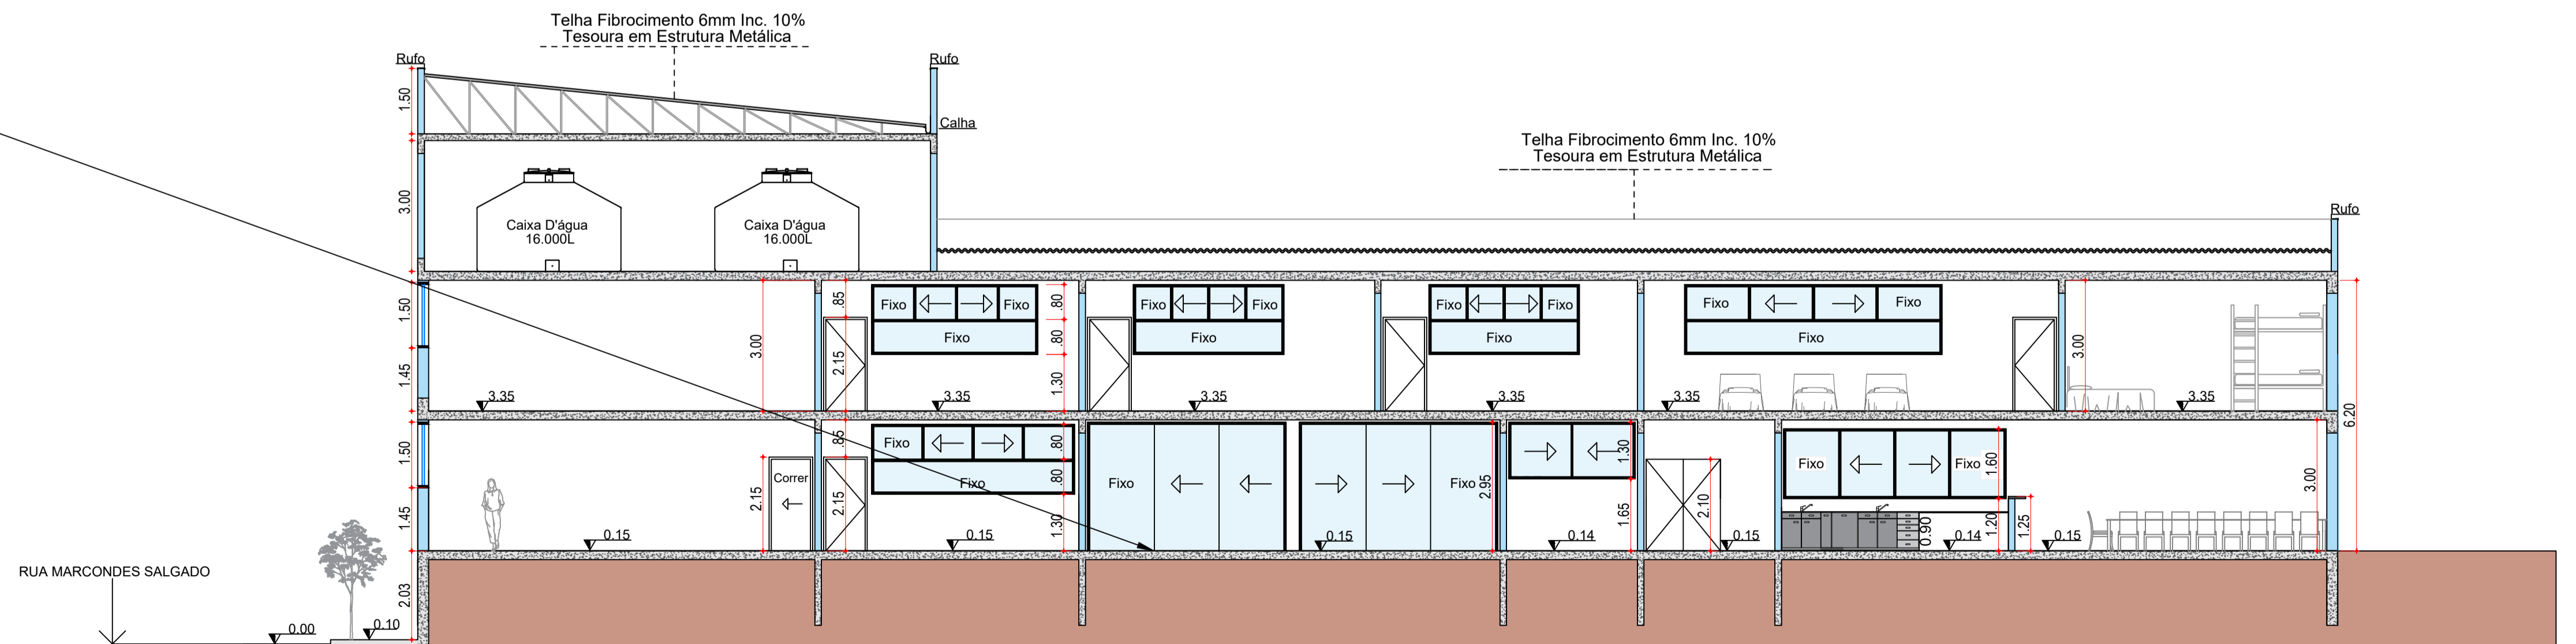 Telha Fibrocimento 6mm Inc. 10%
Tesoura em Estrutura Metálica
Rufo
Rufo
1.50
Calha
Telha Fibrocimento 6mm Inc. 10%
Tesoura em Estrutura Metálica
3.00
Caixa D'água
16.000L
Caixa D'água
16.000L
Rufo
1.50
1.45
3.00
.85
2.15
Fixo
Fixo
Fixo
.80
.80
1.30
Fixo
Fixo
Fixo
Fixo
Fixo
Fixo
Fixo
Fixo
Fixo
3.00
3.35
3.35
3.35
3.35
3.35
3.35
6.20
1.50
1.45
2.15
Correr
.85
2.15
Fixo
Fixo
.80
.80
1.30
Fixo
Fixo
2.95
1.30
1.65
2.10
Fixo
Fixo
1.60
0.90
1.20
1.25
3.00
0.15
0.15
0.15
0.14
0.15
0.14
0.15
RUA MARCONDES SALGADO
2.03
0.00
0.10